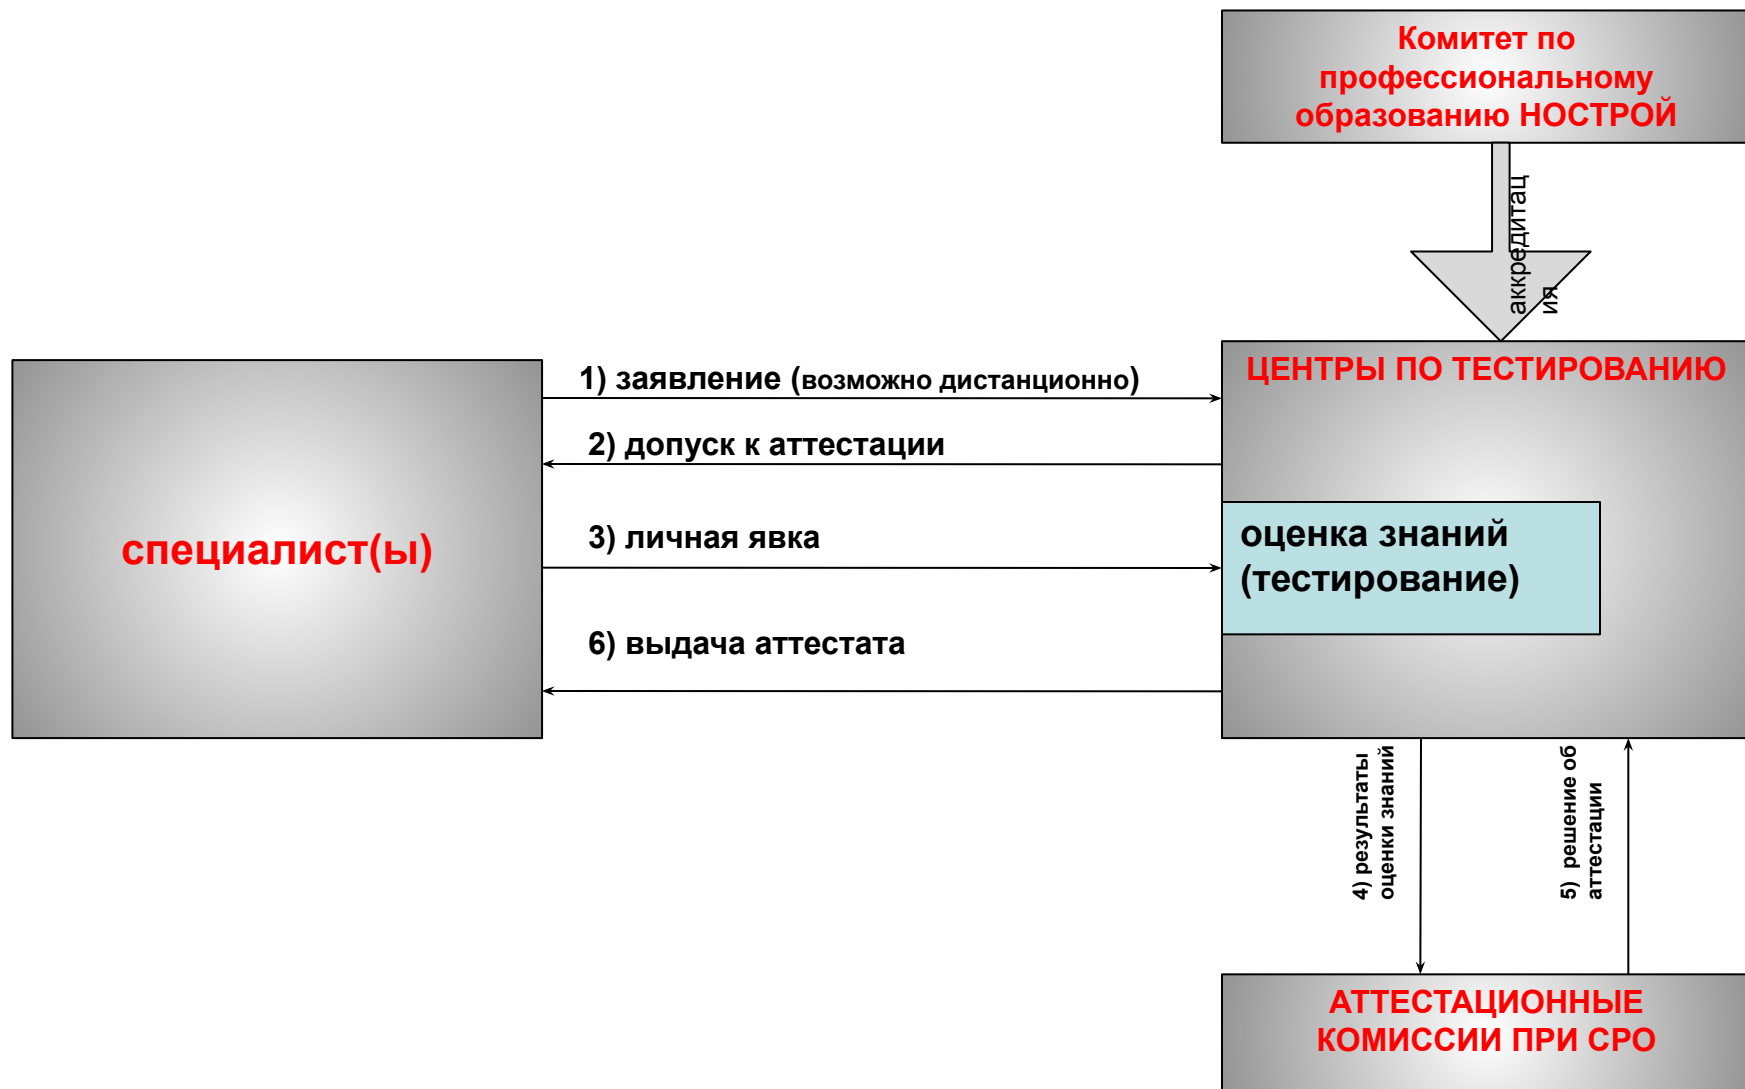 Комитет по
профессиональному
образованию НОСТРОЙ
аккредитац
ия
ЦЕНТРЫ ПО ТЕСТИРОВАНИЮ
1) заявление (возможно дистанционно)
2) допуск к аттестации
3) личная явка
6) выдача аттестата
специалист(ы)
оценка знаний
(тестирование)
4) результаты
оценки знаний
5) решение об
аттестации
АТТЕСТАЦИОННЫЕ
КОМИССИИ ПРИ СРО